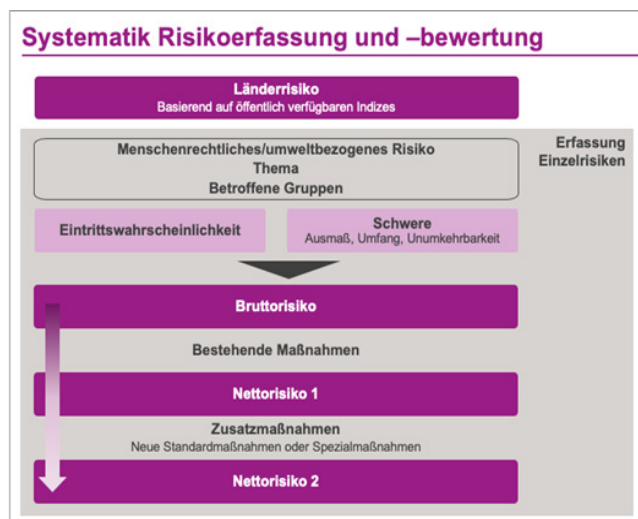 Systematik Risikoerfassung und –bewertung
Länderrisiko
Basierend auf öffentlich verfügbaren Indizes
Erfassung
Einzelrisiken
Menschenrechtliches/umweltbezogenes Risiko
Thema
Betroffene Gruppen
Eintrittswahrscheinlichkeit
Schwere
Ausmaß, Umfang, Unumkehrbarkeit
Bruttorisiko
Bestehende Maßnahmen
Nettorisiko 1
Zusatzmaßnahmen
Neue Standardmaßnahmen oder Spezialmaßnahmen
Nettorisiko 2